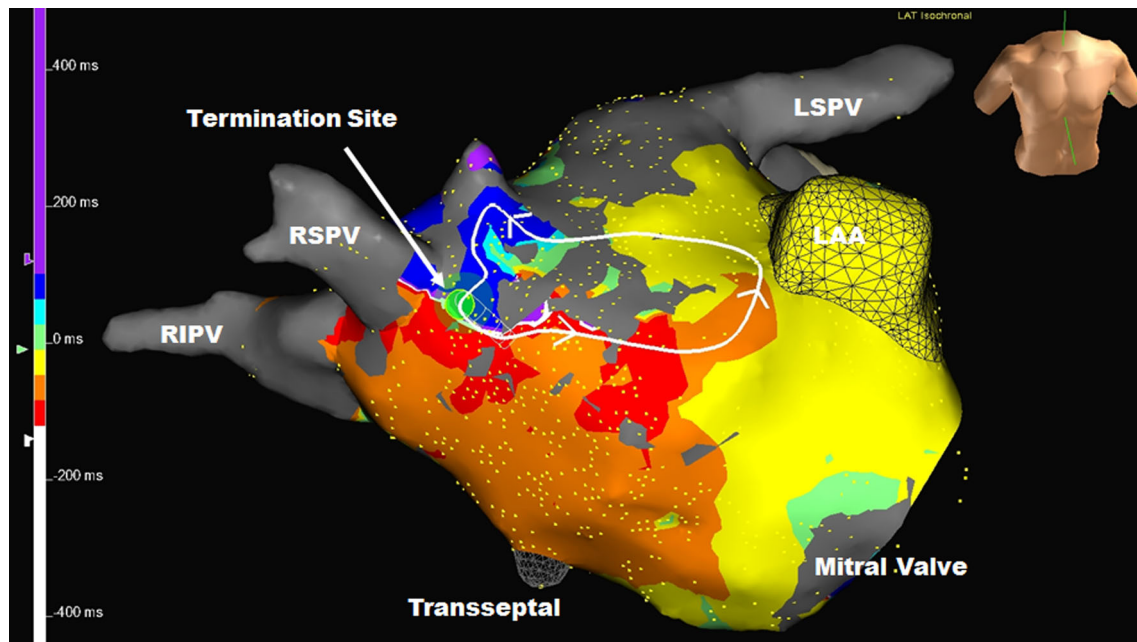 LAT Isochronal
400 ms
LSPV
Termination Site
200 ms
RSPV
LAA
0 ms
RIPV
-200 ms
Mitral Valve
Transseptal
-400 ms